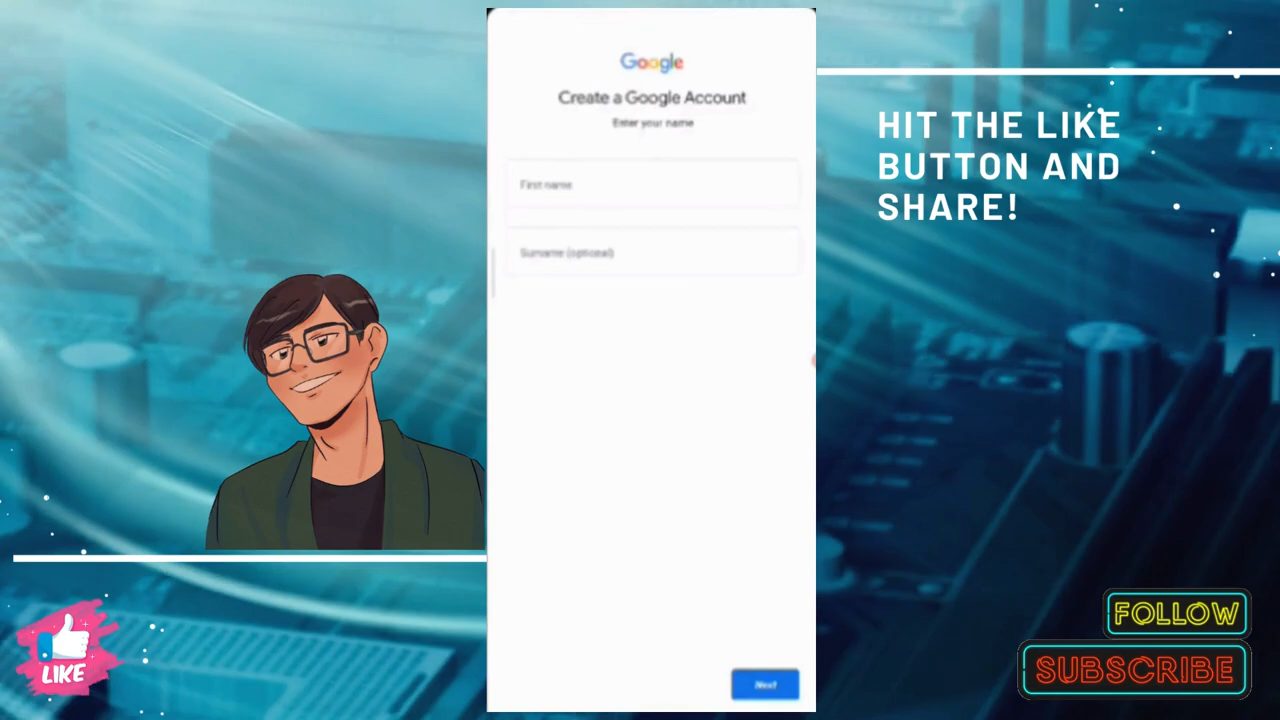 Google
Create a Google Account
Enter your name
First name
Surname (optional)
Next
HIT THE LIKE
BUTTON AND
SHARE!
LIKE
FOLLOW
SUBSCRIBE